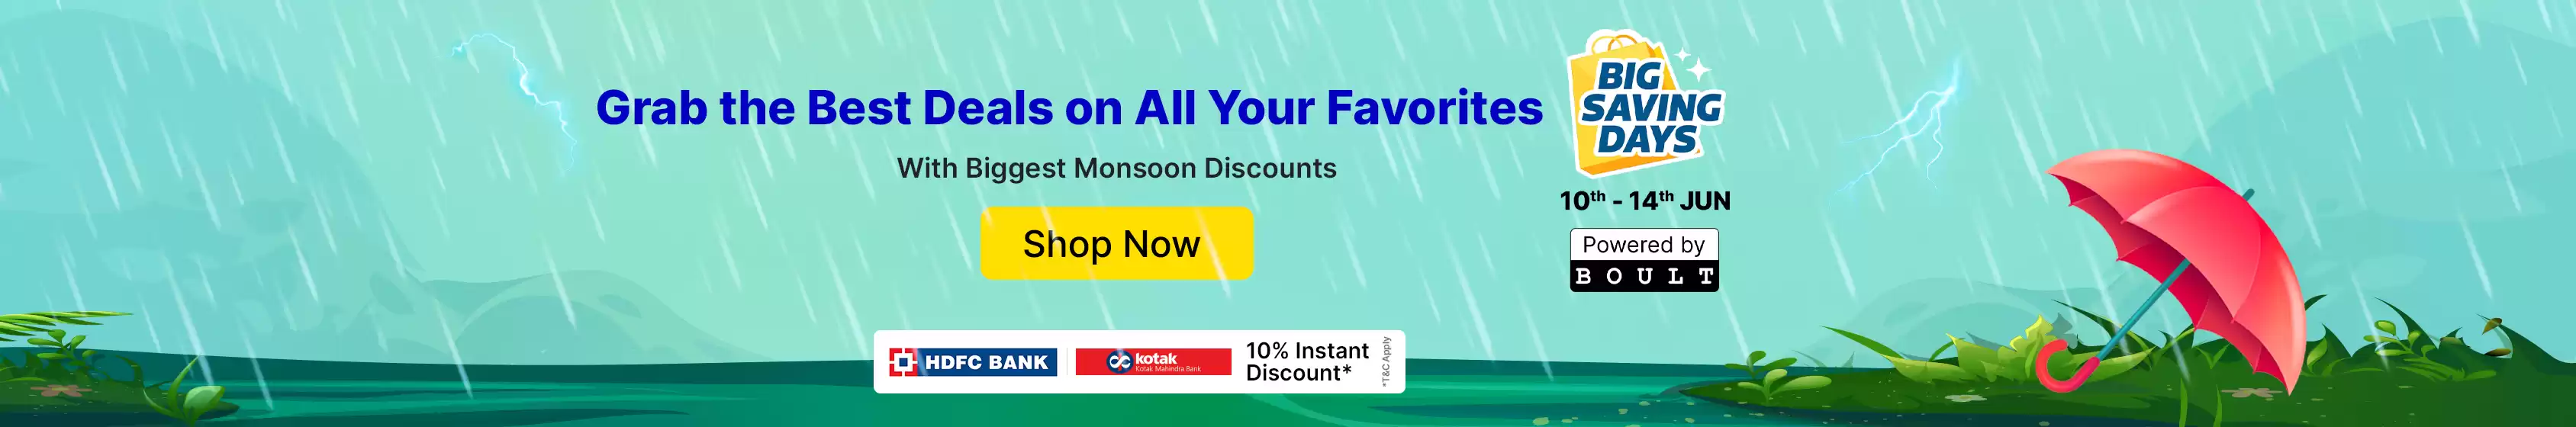 Grab the Best Deals on All Your Favorites
With Biggest Monsoon Discounts
Shop Now
BIG
SAVING
DAYS
10th - 14th JUN
Powered by
BOULT
HDFC BANK
kotak
Kotak Mahindra Bank
10% Instant
Discount*
*T&C Apply